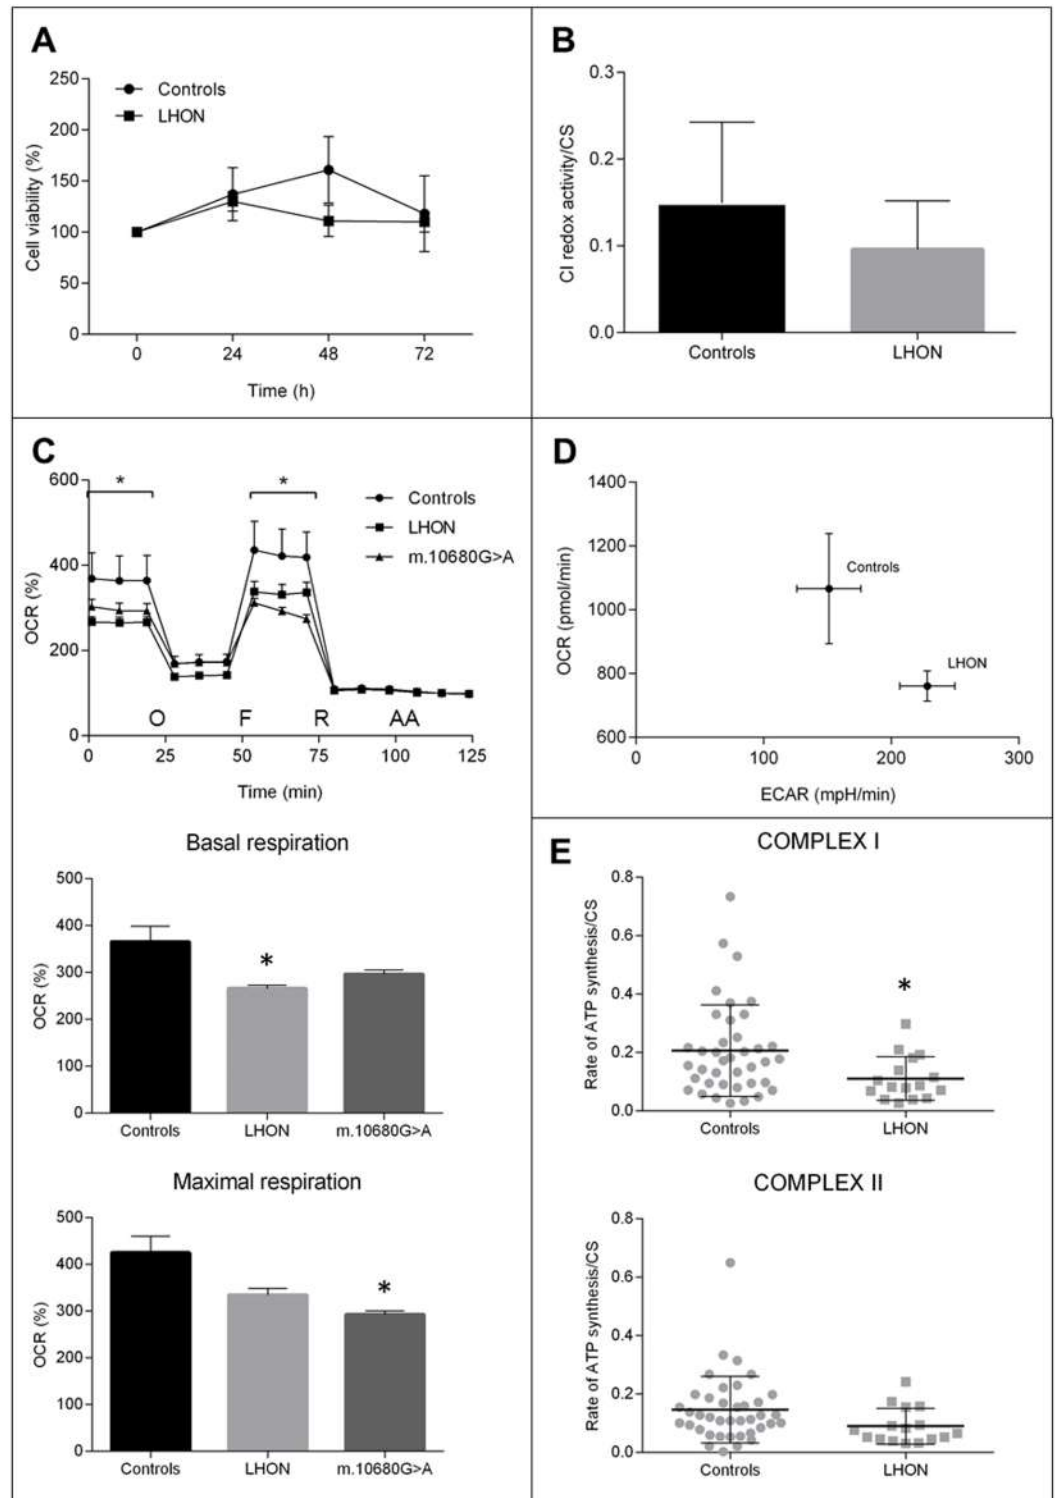 A
250
200
150
100
50
0
Cell viability (%)
Controls
LHON
0 24 48 72
Time (h)
B
0.3
0.2
0.1
0.0
CI redox activity/CS
Controls LHON
C
600
400
200
0
OCR (%)
*
*
Controls
LHON
m.10680G>A
O F R AA
0 25 50 75 100 125
Time (min)
Basal respiration
500
400
300
200
100
0
OCR (%)
*
Controls LHON m.10680G>A
Maximal respiration
500
400
300
200
100
0
OCR (%)
*
Controls LHON m.10680G>A
D
1400
1200
1000
800
600
OCR (pmol/min)
Controls
LHON
0 100 200 300
ECAR (mpH/min)
E
COMPLEX I
0.8
0.6
0.4
0.2
0.0
Rate of ATP synthesis/CS
*
Controls LHON
COMPLEX II
0.8
0.6
0.4
0.2
0.0
Rate of ATP synthesis/CS
Controls LHON